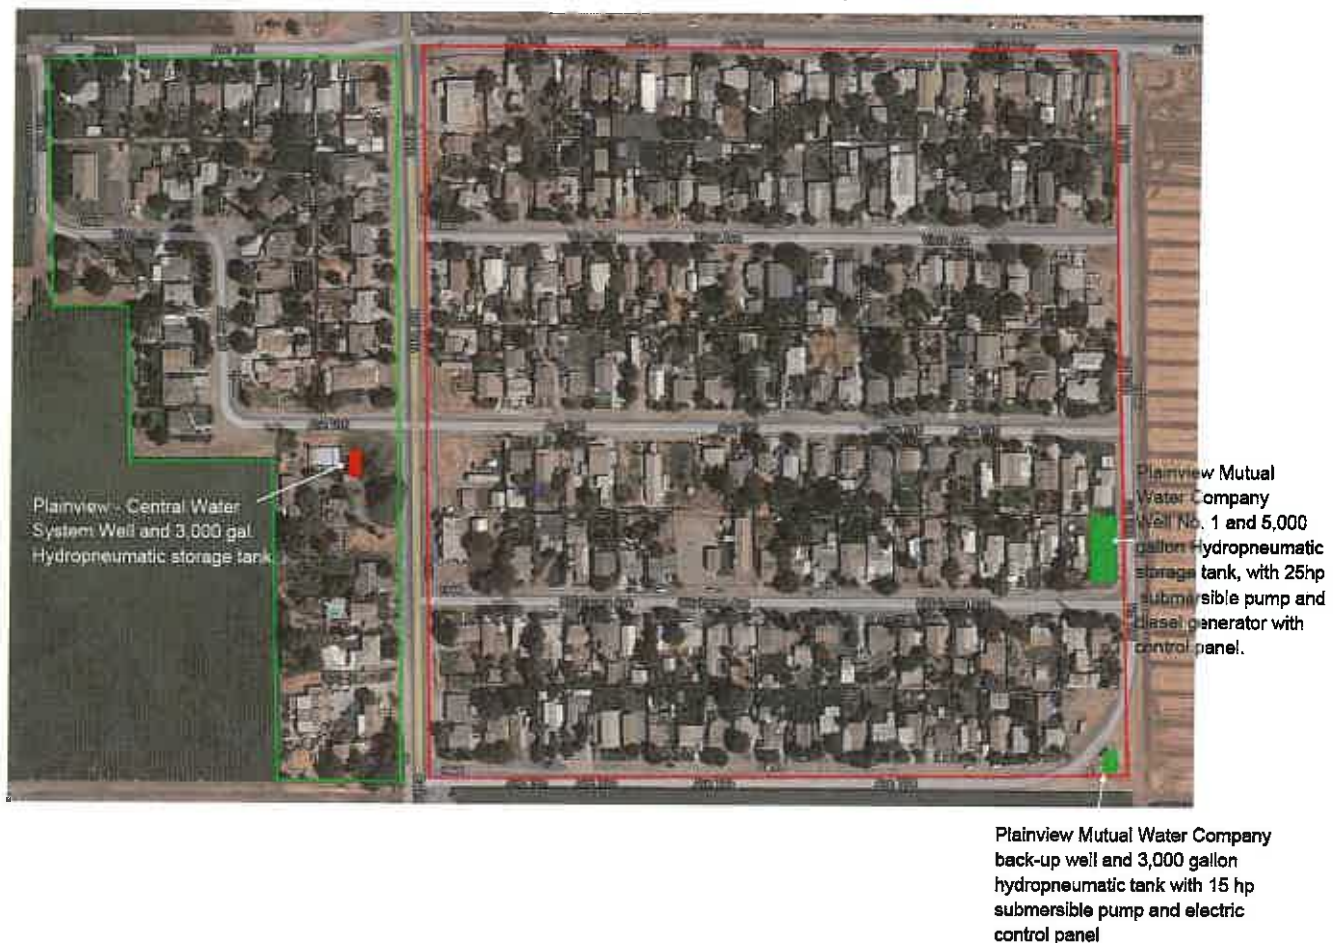 Plainview - Central Water
System Well and 3,000 gal.
Hydropneumatic storage tank
Plainview Mutual
Water Company
Well No. 1 and 5,000
gallon Hydropneumatic
storage tank, with 25hp
submersible pump and
diesel generator with
control panel.
Plainview Mutual Water Company
back-up well and 3,000 gallon
hydropneumatic tank with 15 hp
submersible pump and electric
control panel